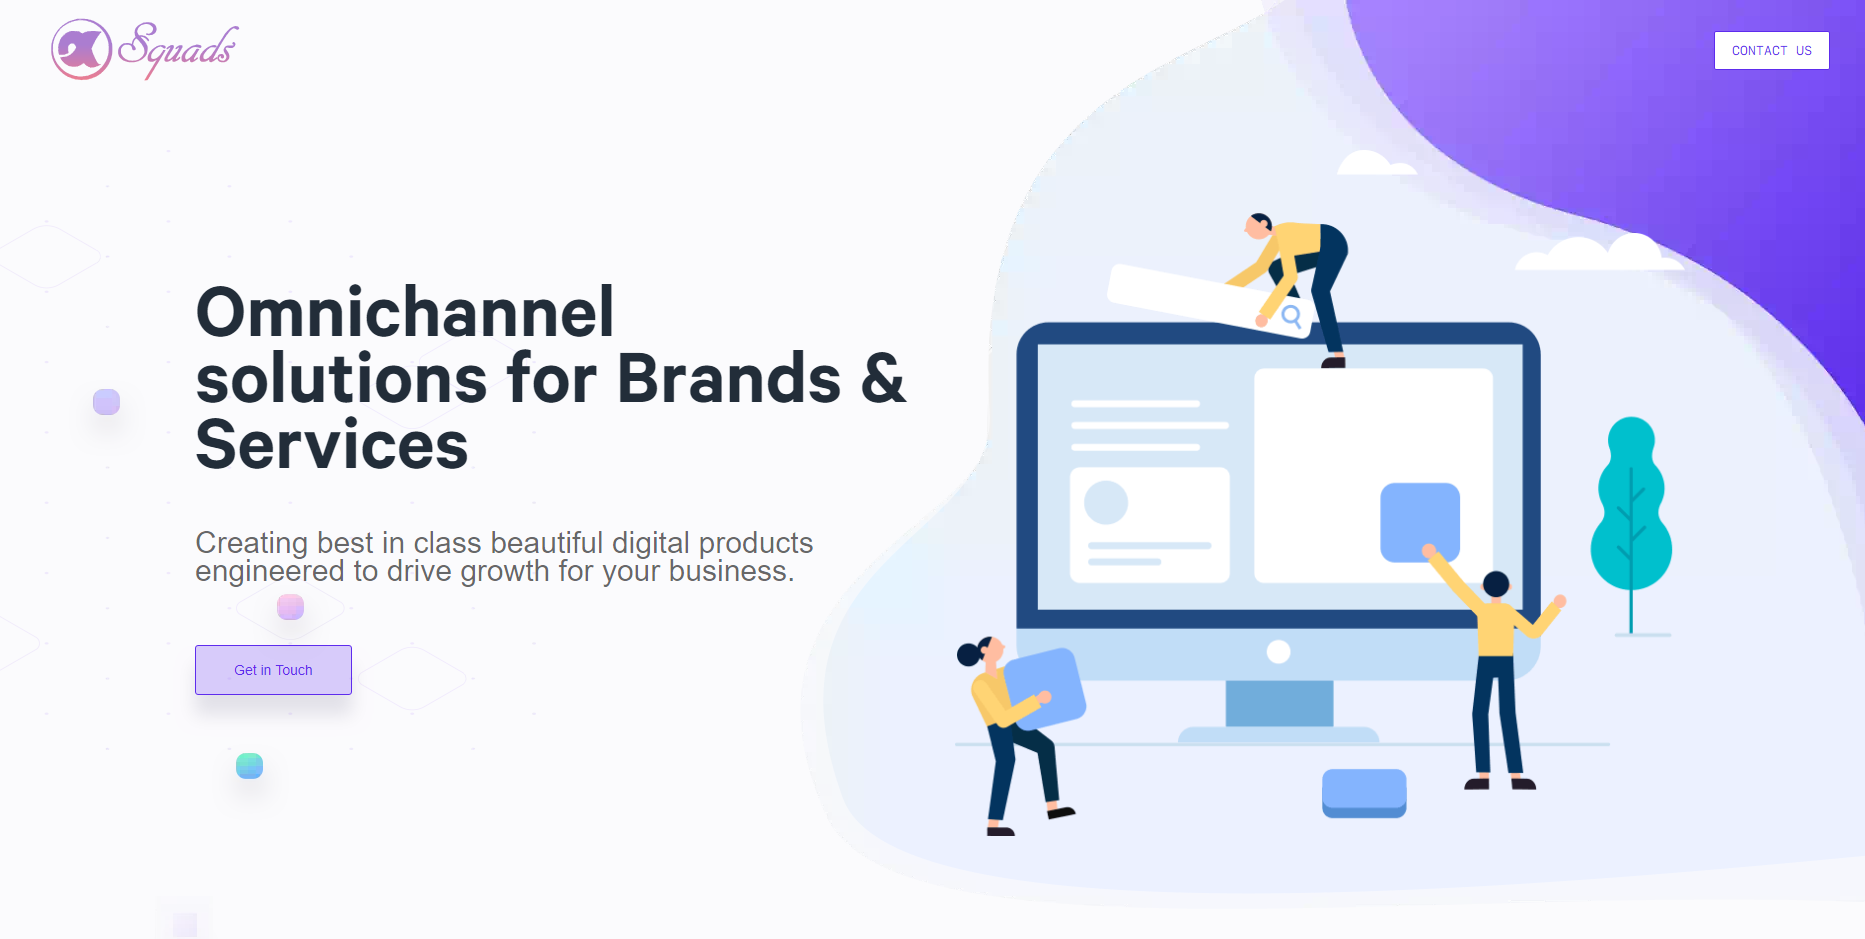 Squads
CONTACT US
Omnichannel
solutions for Brands &
Services
Creating best in class beautiful digital products
engineered to drive growth for your business.
Get in Touch